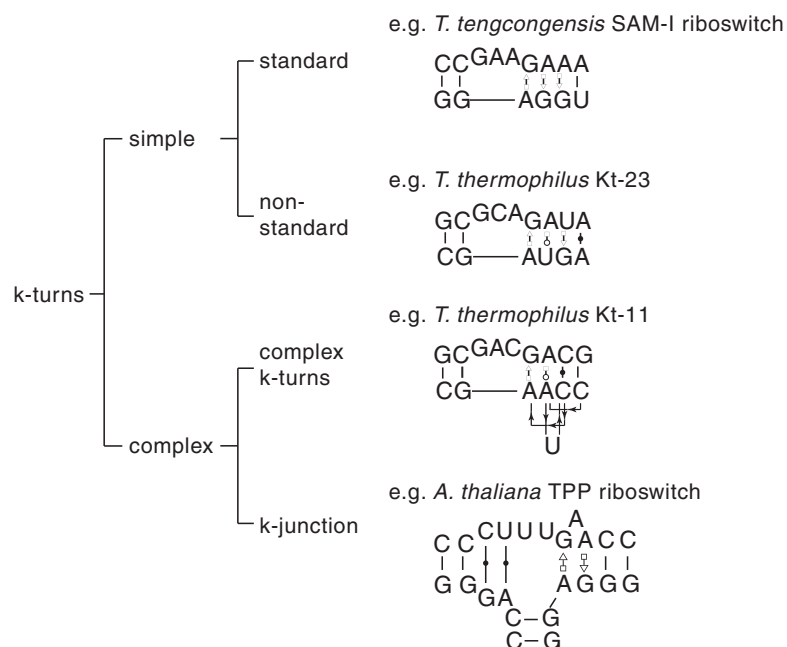 e.g. T. tengcongensis SAM-I riboswitch
standard
CCGAAGAAA
GG AGGU
simple
e.g. T. thermophilus Kt-23
non-
standard
GCGCAGAUA
CG AUGA
k-turns
e.g. T. thermophilus Kt-11
complex
k-turns
GCGACGACG
CG AACC
U
complex
e.g. A. thaliana TPP riboswitch
k-junction
A
CCCUUUGACC
GGGA AGGG
C G
C G